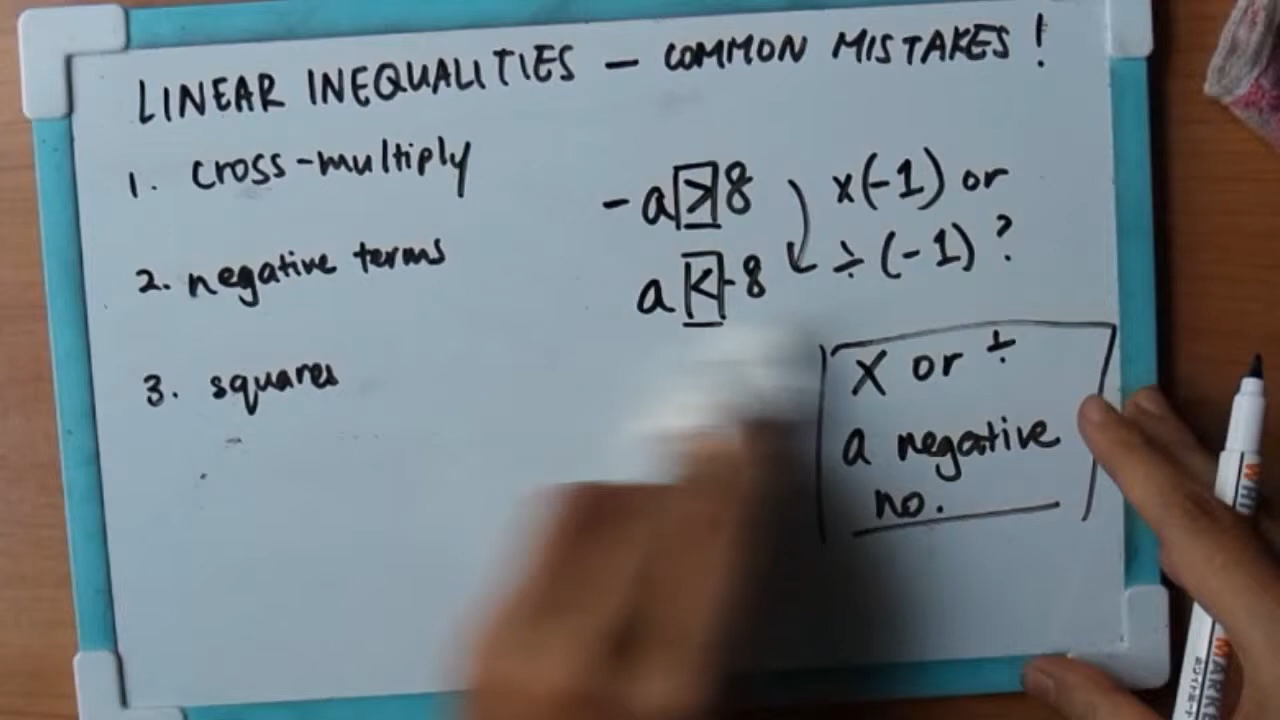 LINEAR INEQUALITIES — COMMON MISTAKES !
1. cross-multiply
2. negative terms
3. squares
-a > 8
a < -8
x(-1) or
÷ (-1) ?
x or ÷
a negative
no.